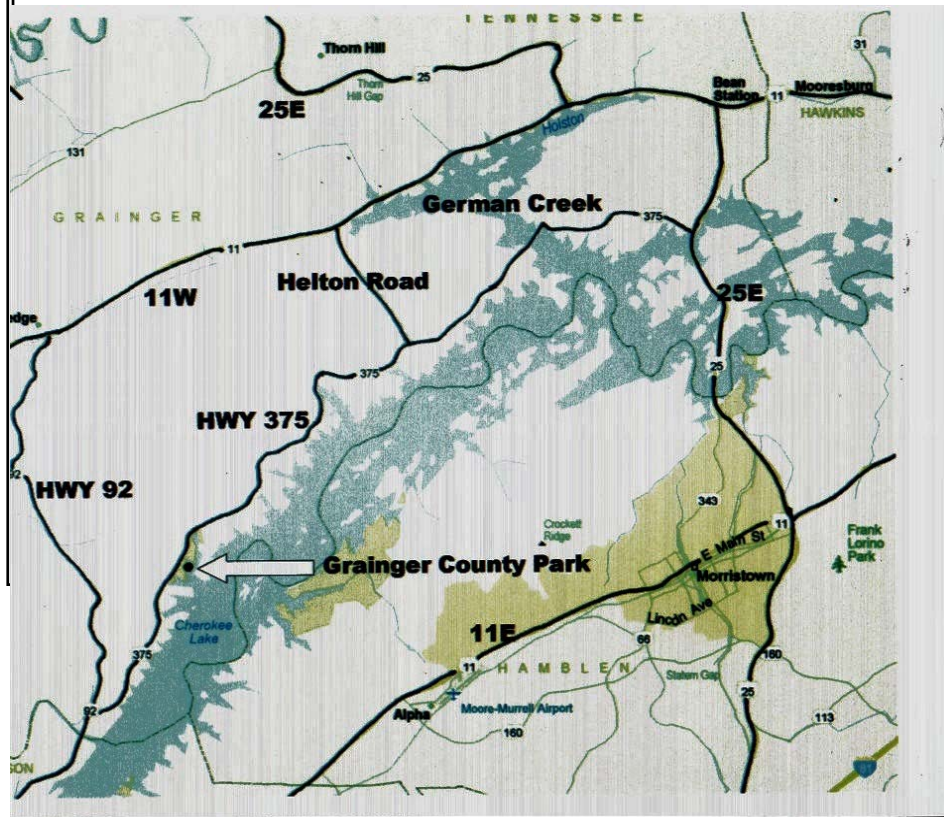 TENNESSEE
Thorn Hill
31
25
Thorn
Hill Gap
Bean
Station
11
Mooresburg
25E
Holston
HAWKINS
131
GRAINGER
German Creek
375
11
Helton Road
11W
25E
edge
25
375
HWY 375
HWY 92
343
Crockett
Ridge
11
Frank
Lorino
Park
E Main St
Grainger County Park
Morristown
Lincoln Ave
Cherokee
Lake
11E
66
375
11
HAMBLEN
Statem Gap
160
92
25
Alpha
Moore-Murrell Airport
160
113
SON